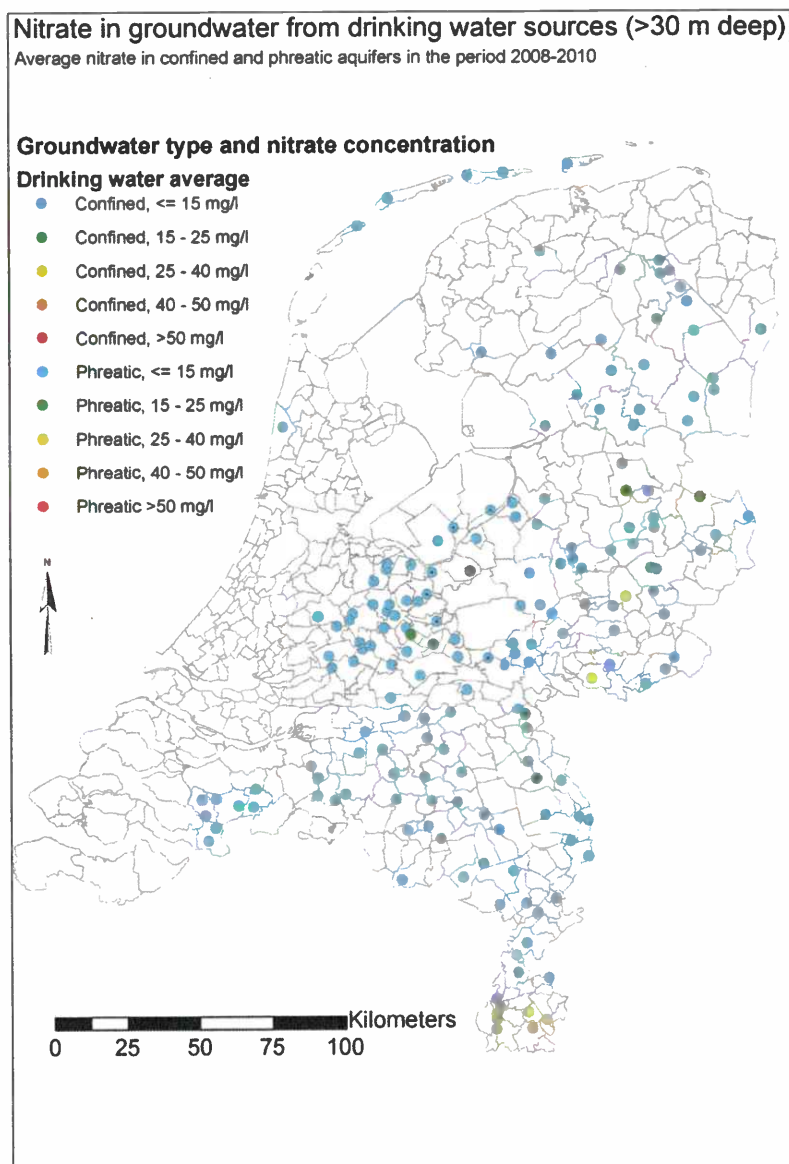 Nitrate in groundwater from drinking water sources (>30 m deep)
Average nitrate in confined and phreatic aquifers in the period 2008-2010
Groundwater type and nitrate concentration
Drinking water average
Confined, <= 15 mg/l
Confined, 15 - 25 mg/l
Confined, 25 - 40 mg/l
Confined, 40 - 50 mg/l
Confined, >50 mg/l
Phreatic, <= 15 mg/l
Phreatic, 15 - 25 mg/l
Phreatic, 25 - 40 mg/l
Phreatic, 40 - 50 mg/l
Phreatic >50 mg/l
N
Kilometers
0 25 50 75 100